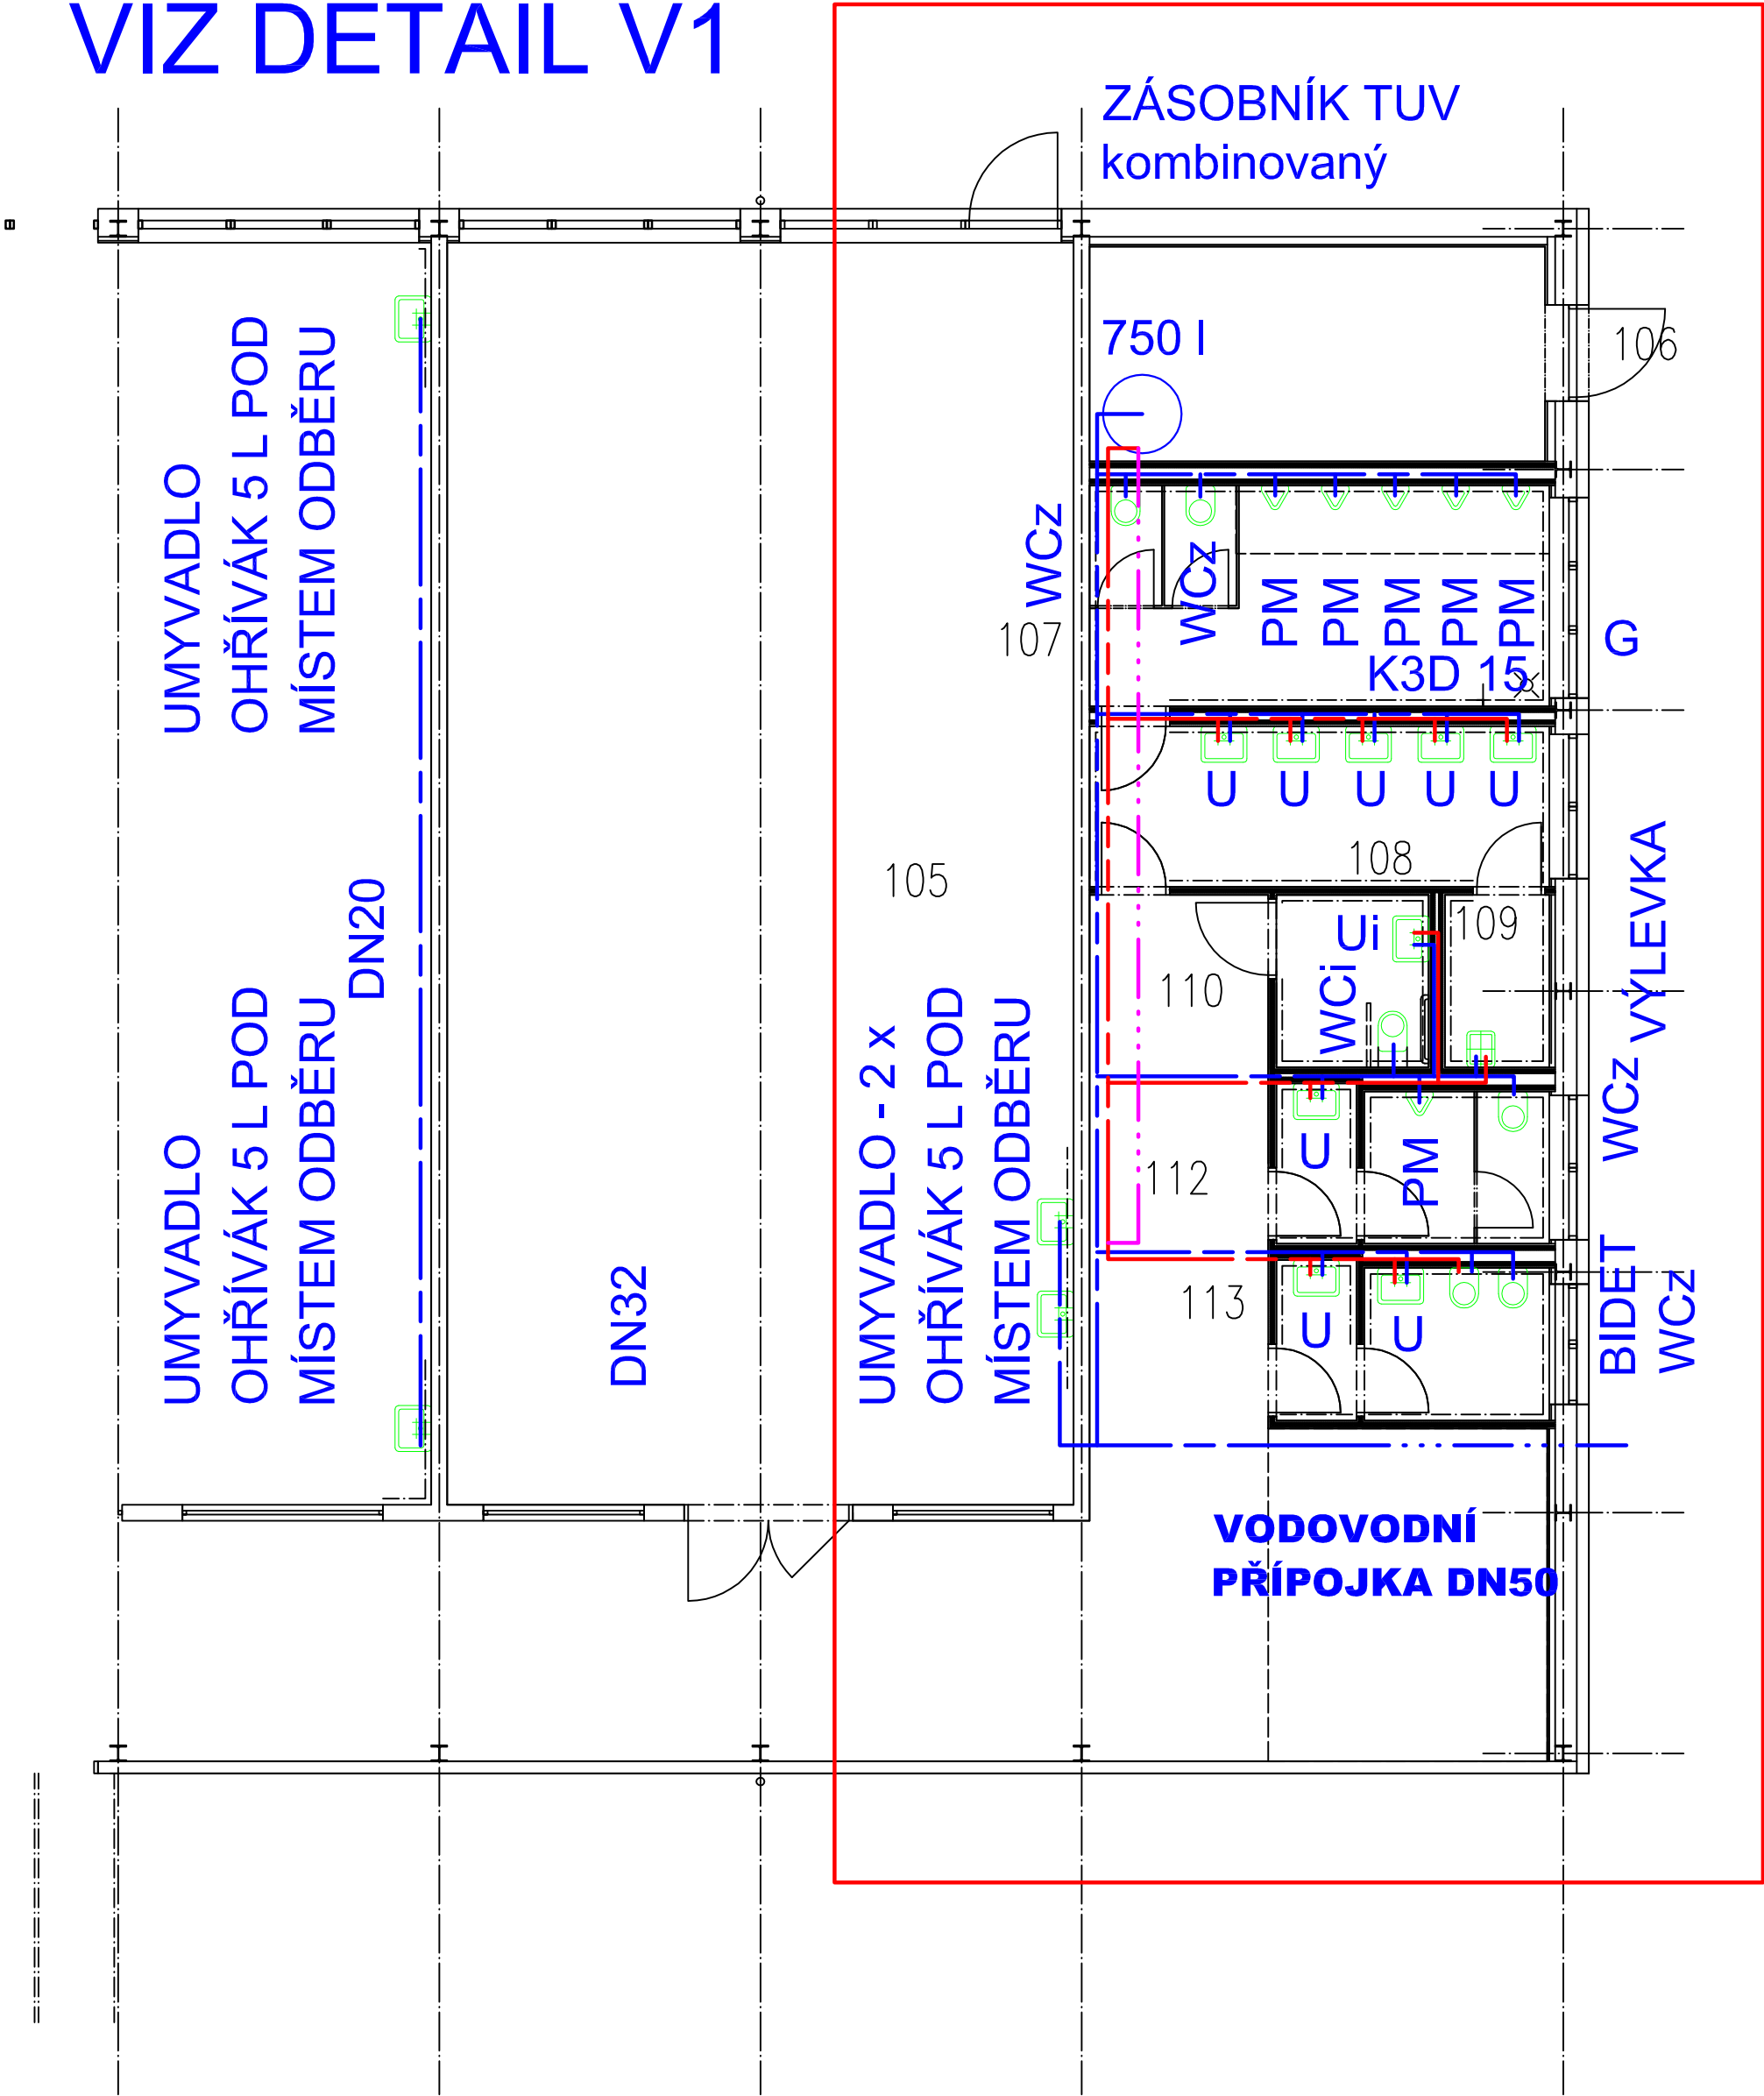 VIZ DETAIL V1
ZÁSOBNÍK TUV
kombinovaný
750 l
106
UMYVADLO
OHŘÍVÁK 5 L POD
MÍSTEM ODBĚRU
WCz
107
WCz
PM
PM
PM
PM
PM
G
K3D 15
U
U
U
U
U
108
105
DN20
109
Ui
WCi
110
VÝLEVKA
UMYVADLO
OHŘÍVÁK 5 L POD
MÍSTEM ODBĚRU
DN32
UMYVADLO - 2 x
OHŘÍVÁK 5 L POD
MÍSTEM ODBĚRU
112
U
PM
WCz
113
U
U
BIDET
WCz
VODOVODNÍ
PŘÍPOJKA DN50